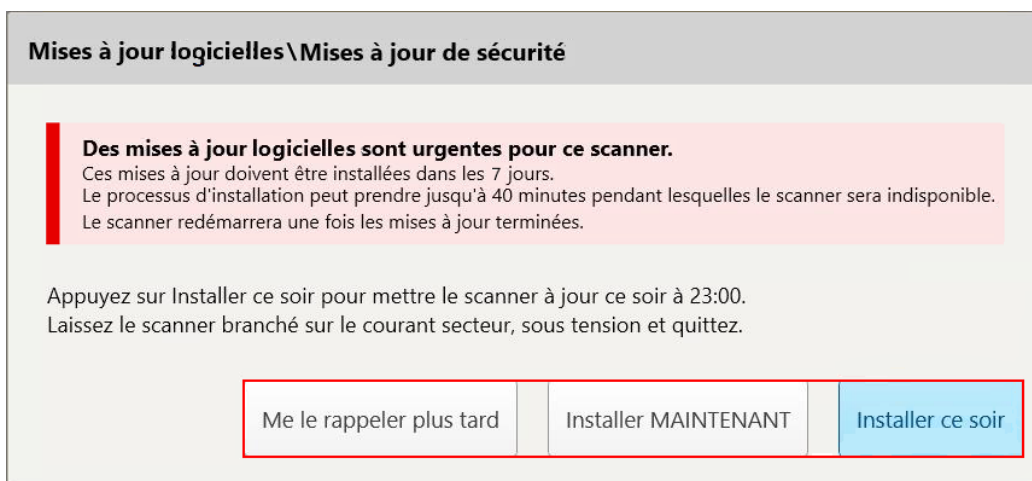 Mises à jour logicielles\Mises à jour de sécurité
Des mises à jour logicielles sont urgentes pour ce scanner.
Ces mises à jour doivent être installées dans les 7 jours.
Le processus d'installation peut prendre jusqu'à 40 minutes pendant lesquelles le scanner sera indisponible.
Le scanner redémarrera une fois les mises à jour terminées.
Appuyez sur Installer ce soir pour mettre le scanner à jour ce soir à 23:00.
Laissez le scanner branché sur le courant secteur, sous tension et quittez.
Me le rappeler plus tard Installer MAINTENANT Installer ce soir